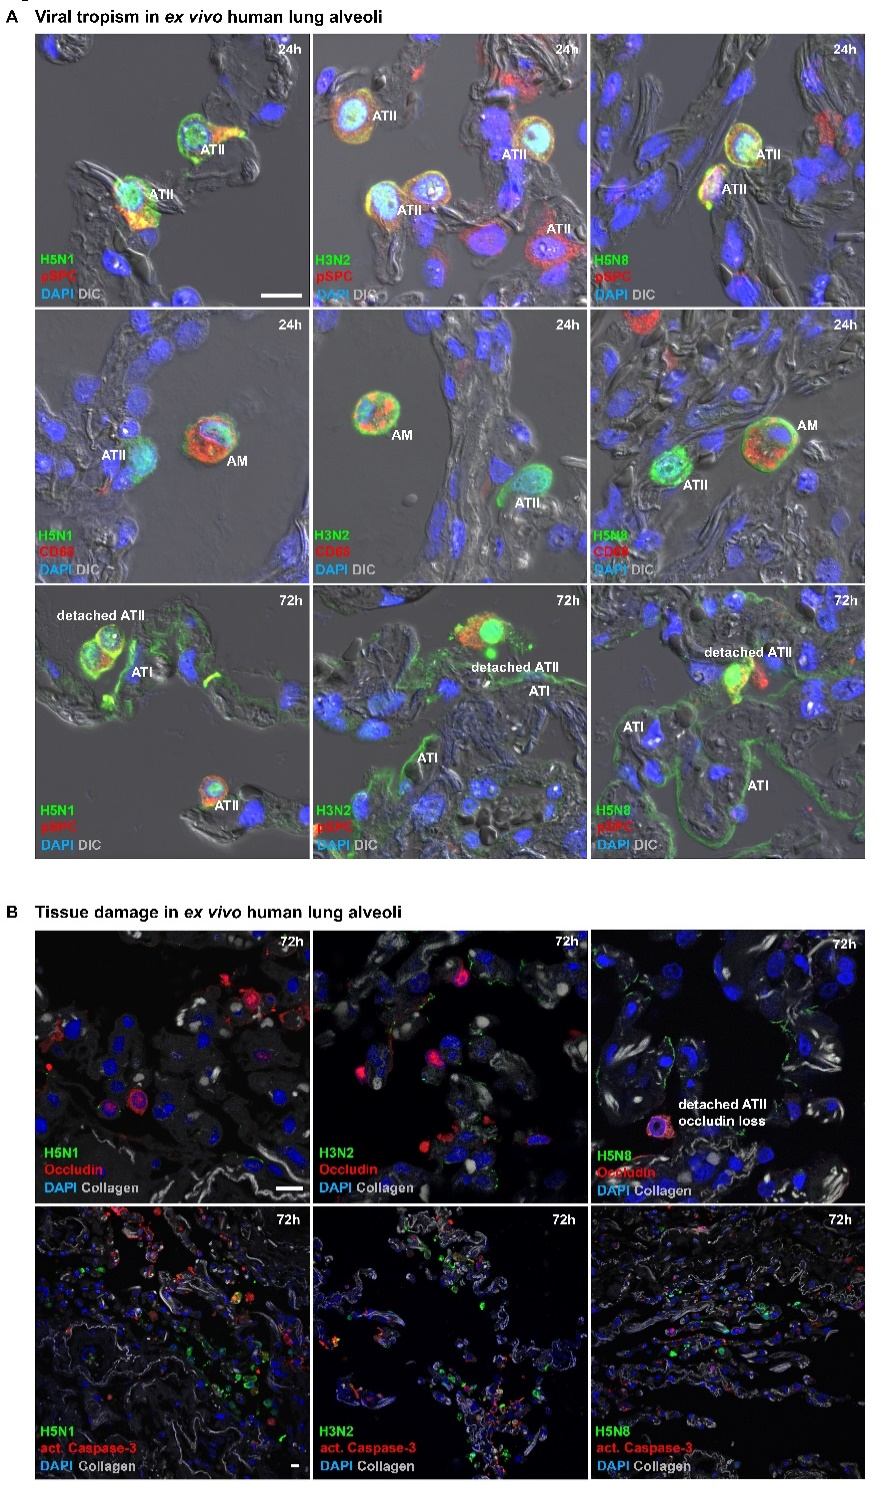 A Viral tropism in ex vivo human lung alveoli
24h
ATII
ATII
H5N1
pSPC
DAPI DIC
24h
ATII
ATII
ATII
ATII
H3N2
pSPC
DAPI DIC
24h
ATII
ATII
H5N8
pSPC
DAPI DIC
24h
ATII
AM
H5N1
CD68
DAPI DIC
24h
AM
ATII
H3N2
CD68
DAPI DIC
24h
AM
ATII
H5N8
CD68
DAPI DIC
72h
detached ATII
ATI
ATII
H5N1
pSPC
DAPI DIC
72h
detached ATII
ATI
ATI
H3N2
pSPC
DAPI DIC
72h
detached ATII
ATI
ATI
H5N8
pSPC
DAPI DIC
B Tissue damage in ex vivo human lung alveoli
72h
H5N1
Occludin
DAPI Collagen
72h
H3N2
Occludin
DAPI Collagen
72h
detached ATII
occludin loss
H5N8
Occludin
DAPI Collagen
72h
H5N1
act. Caspase-3
DAPI Collagen
72h
H3N2
act. Caspase-3
DAPI Collagen
72h
H5N8
act. Caspase-3
DAPI Collagen